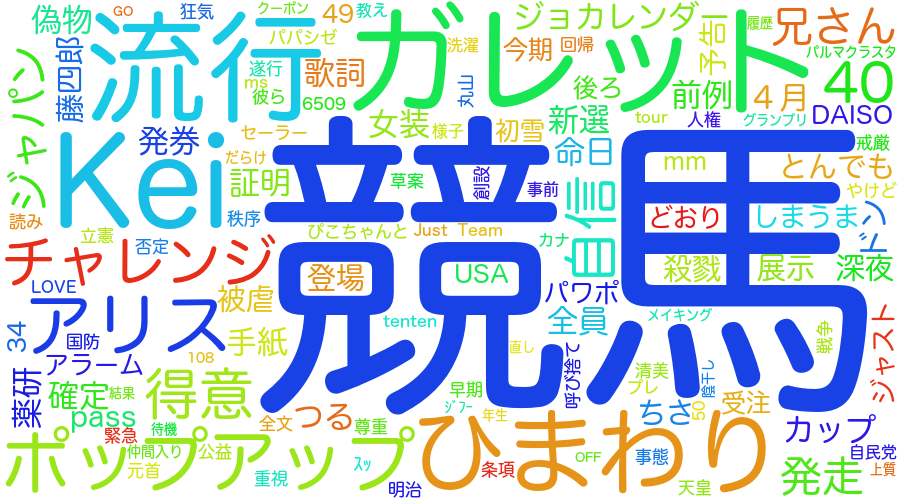 偽物
GO
狂気
クーポン
49
教え
パパシゼ
洗濯
ジョカレンダ
今期
回帰
予告
履歴
兄さん
パルマクラスタ
ジャパン
藤四郎
流行
歌詞
遂行
ms
彼ら
6509
丸山
ガレット
後ろ
前例
4月
40
DAISO
Kei
発券
セーラー
女装
様子
初雪
新選
tour
人権
グランプリ
戒厳
だらけ
証明
草案
創設
事前
命日
mm
とんでも
やけど
読み
立憲
否定
秩序
ぴこちゃんと
Just Team
カナ
自信
どおり
しまうま
ドン
チャレンジ
登場
競馬
USA
パワポ
殺戮
展示
深夜
LOVE
アリス
被虐
手紙
tenten
全員
メイキング
ジャスト
34
国防
アラーム
108
直し
呼び捨て
清美
プレ
陰干し
戦争
薬研
確定
結果
得意
早期
ｼﾞﾌｰ
年生
ちさ
50
受注
pass
緊急
待機
全文
つる
尊重
ひまわり
カップ
ポップアップ
仲間入り
公益
元首
重視
明治
ｽｯ
条項
OFF
事態
天皇
発走
自民党
上質